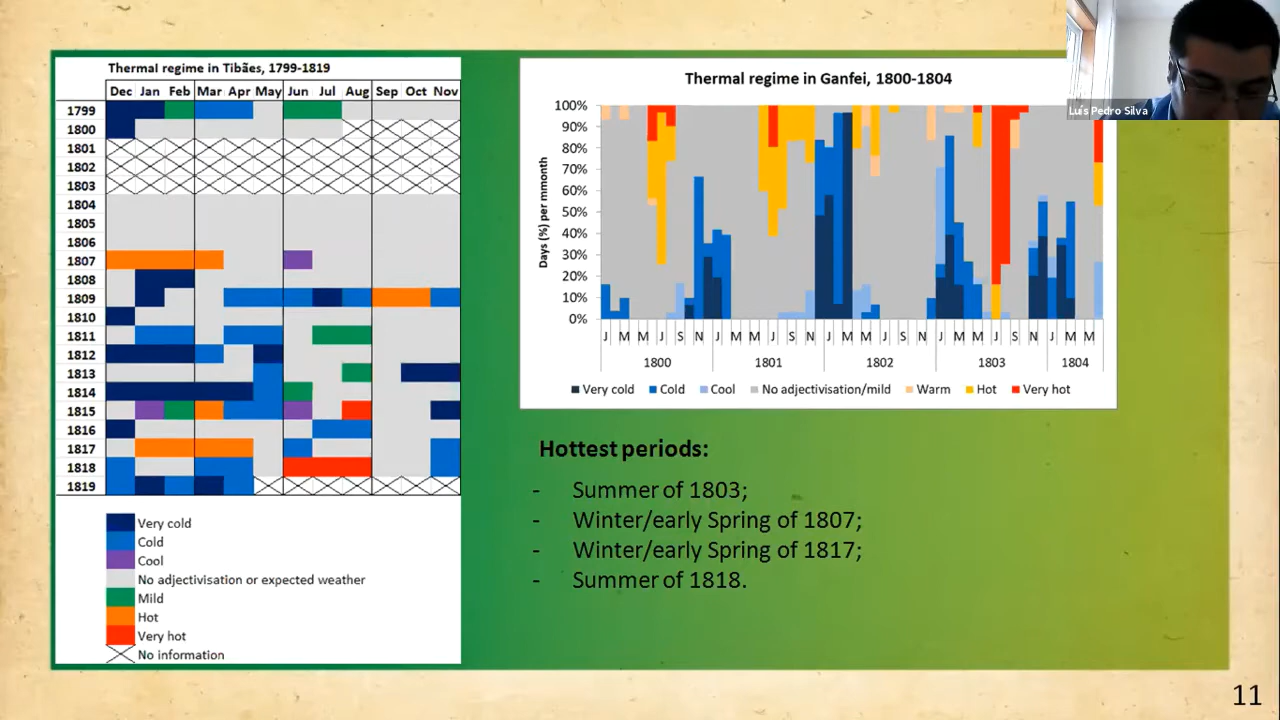 Thermal regime in Tibães, 1799-1819
Dec Jan Feb Mar Apr May Jun Jul Aug Sep Oct Nov
1799
1800
1801
1802
1803
1804
1805
1806
1807
1808
1809
1810
1811
1812
1813
1814
1815
1816
1817
1818
1819
Very cold
Cold
Cool
No adjectivisation or expected weather
Mild
Hot
Very hot
No information
Thermal regime in Ganfei, 1800-1804
Days (%) per mmonth
100%
90%
80%
70%
60%
50%
40%
30%
20%
10%
0%
J M M J S N J M M J S N J M M J S N J M M J S N J M M
1800 1801 1802 1803 1804
Very cold Cold Cool No adjectivisation/mild Warm Hot Very hot
Luís Pedro Silva
Hottest periods:
- Summer of 1803;
- Winter/early Spring of 1807;
- Winter/early Spring of 1817;
- Summer of 1818.
11